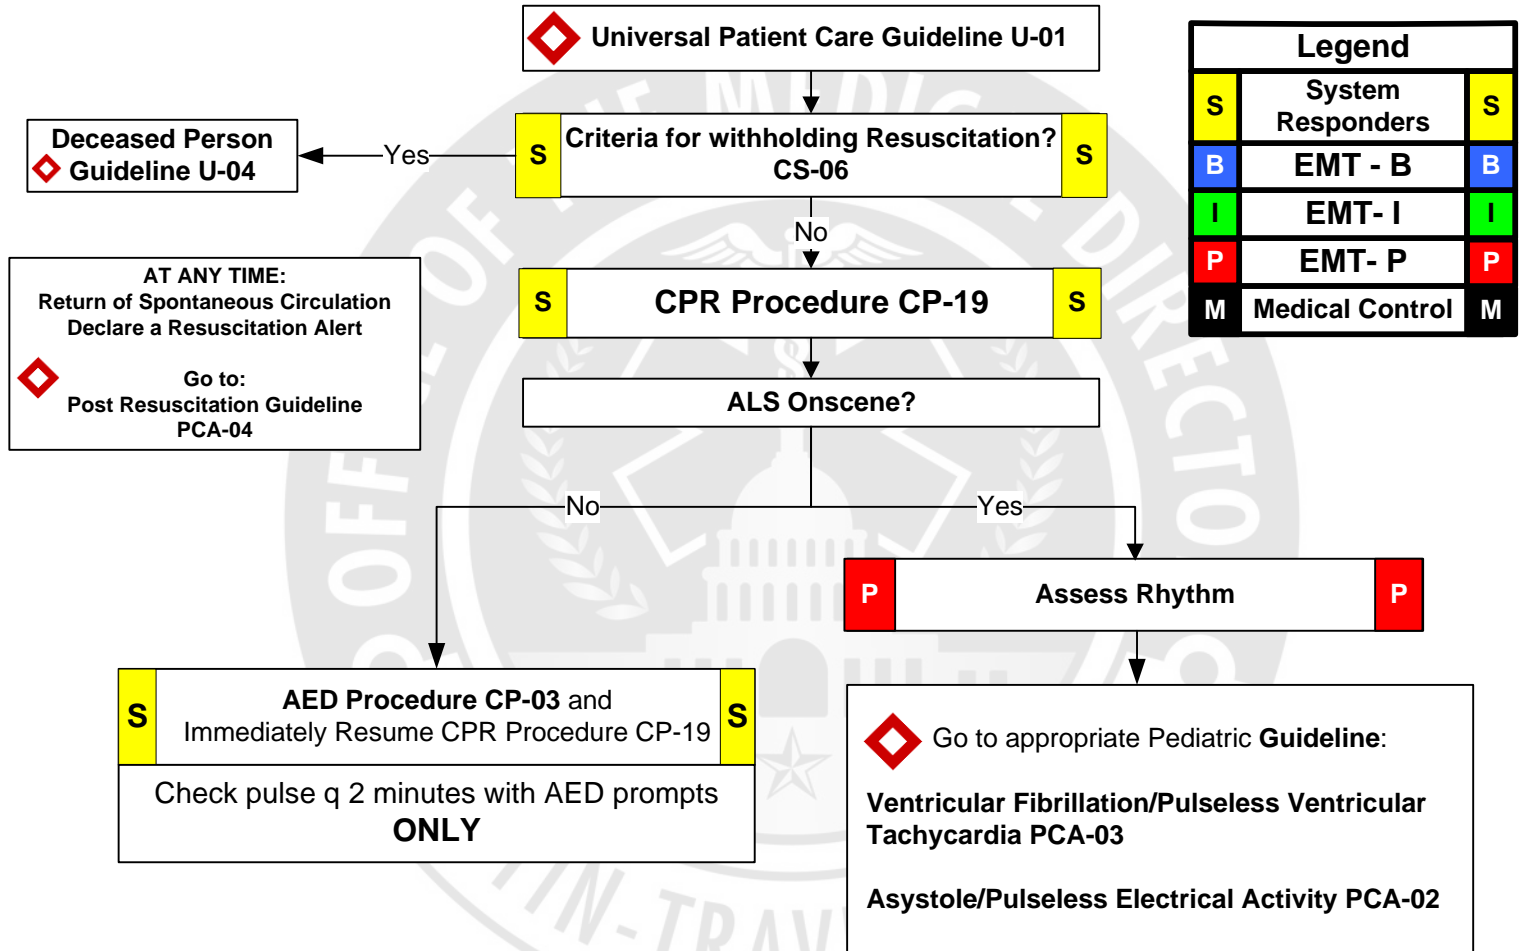 Universal Patient Care Guideline U-01
Legend
S System Responders S
B EMT - B B
I EMT- I I
P EMT- P P
M Medical Control M
Deceased Person
Guideline U-04
Yes
S Criteria for withholding Resuscitation? S
CS-06
No
AT ANY TIME:
Return of Spontaneous Circulation
Declare a Resuscitation Alert
Go to:
Post Resuscitation Guideline
PCA-04
S CPR Procedure CP-19 S
ALS Onscene?
No
Yes
P Assess Rhythm P
S AED Procedure CP-03 and S
Immediately Resume CPR Procedure CP-19
Check pulse q 2 minutes with AED prompts
ONLY
Go to appropriate Pediatric Guideline:
Ventricular Fibrillation/Pulseless Ventricular
Tachycardia PCA-03
Asystole/Pulseless Electrical Activity PCA-02